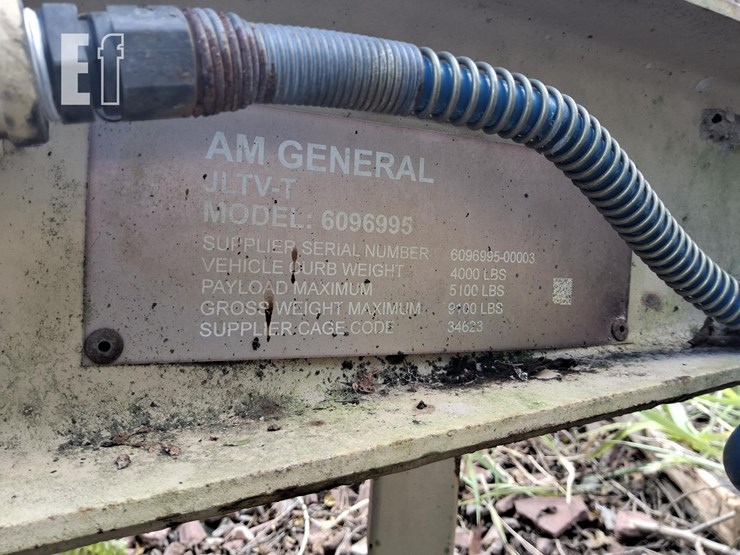 Ef
AM GENERAL
JLTV-T
MODEL: 6096995
SUPPLIER SERIAL NUMBER 6096995-00003
VEHICLE CURB WEIGHT 4000 LBS
PAYLOAD MAXIMUM 5100 LBS
GROSS WEIGHT MAXIMUM 9100 LBS
SUPPLIER CAGE CODE 34623